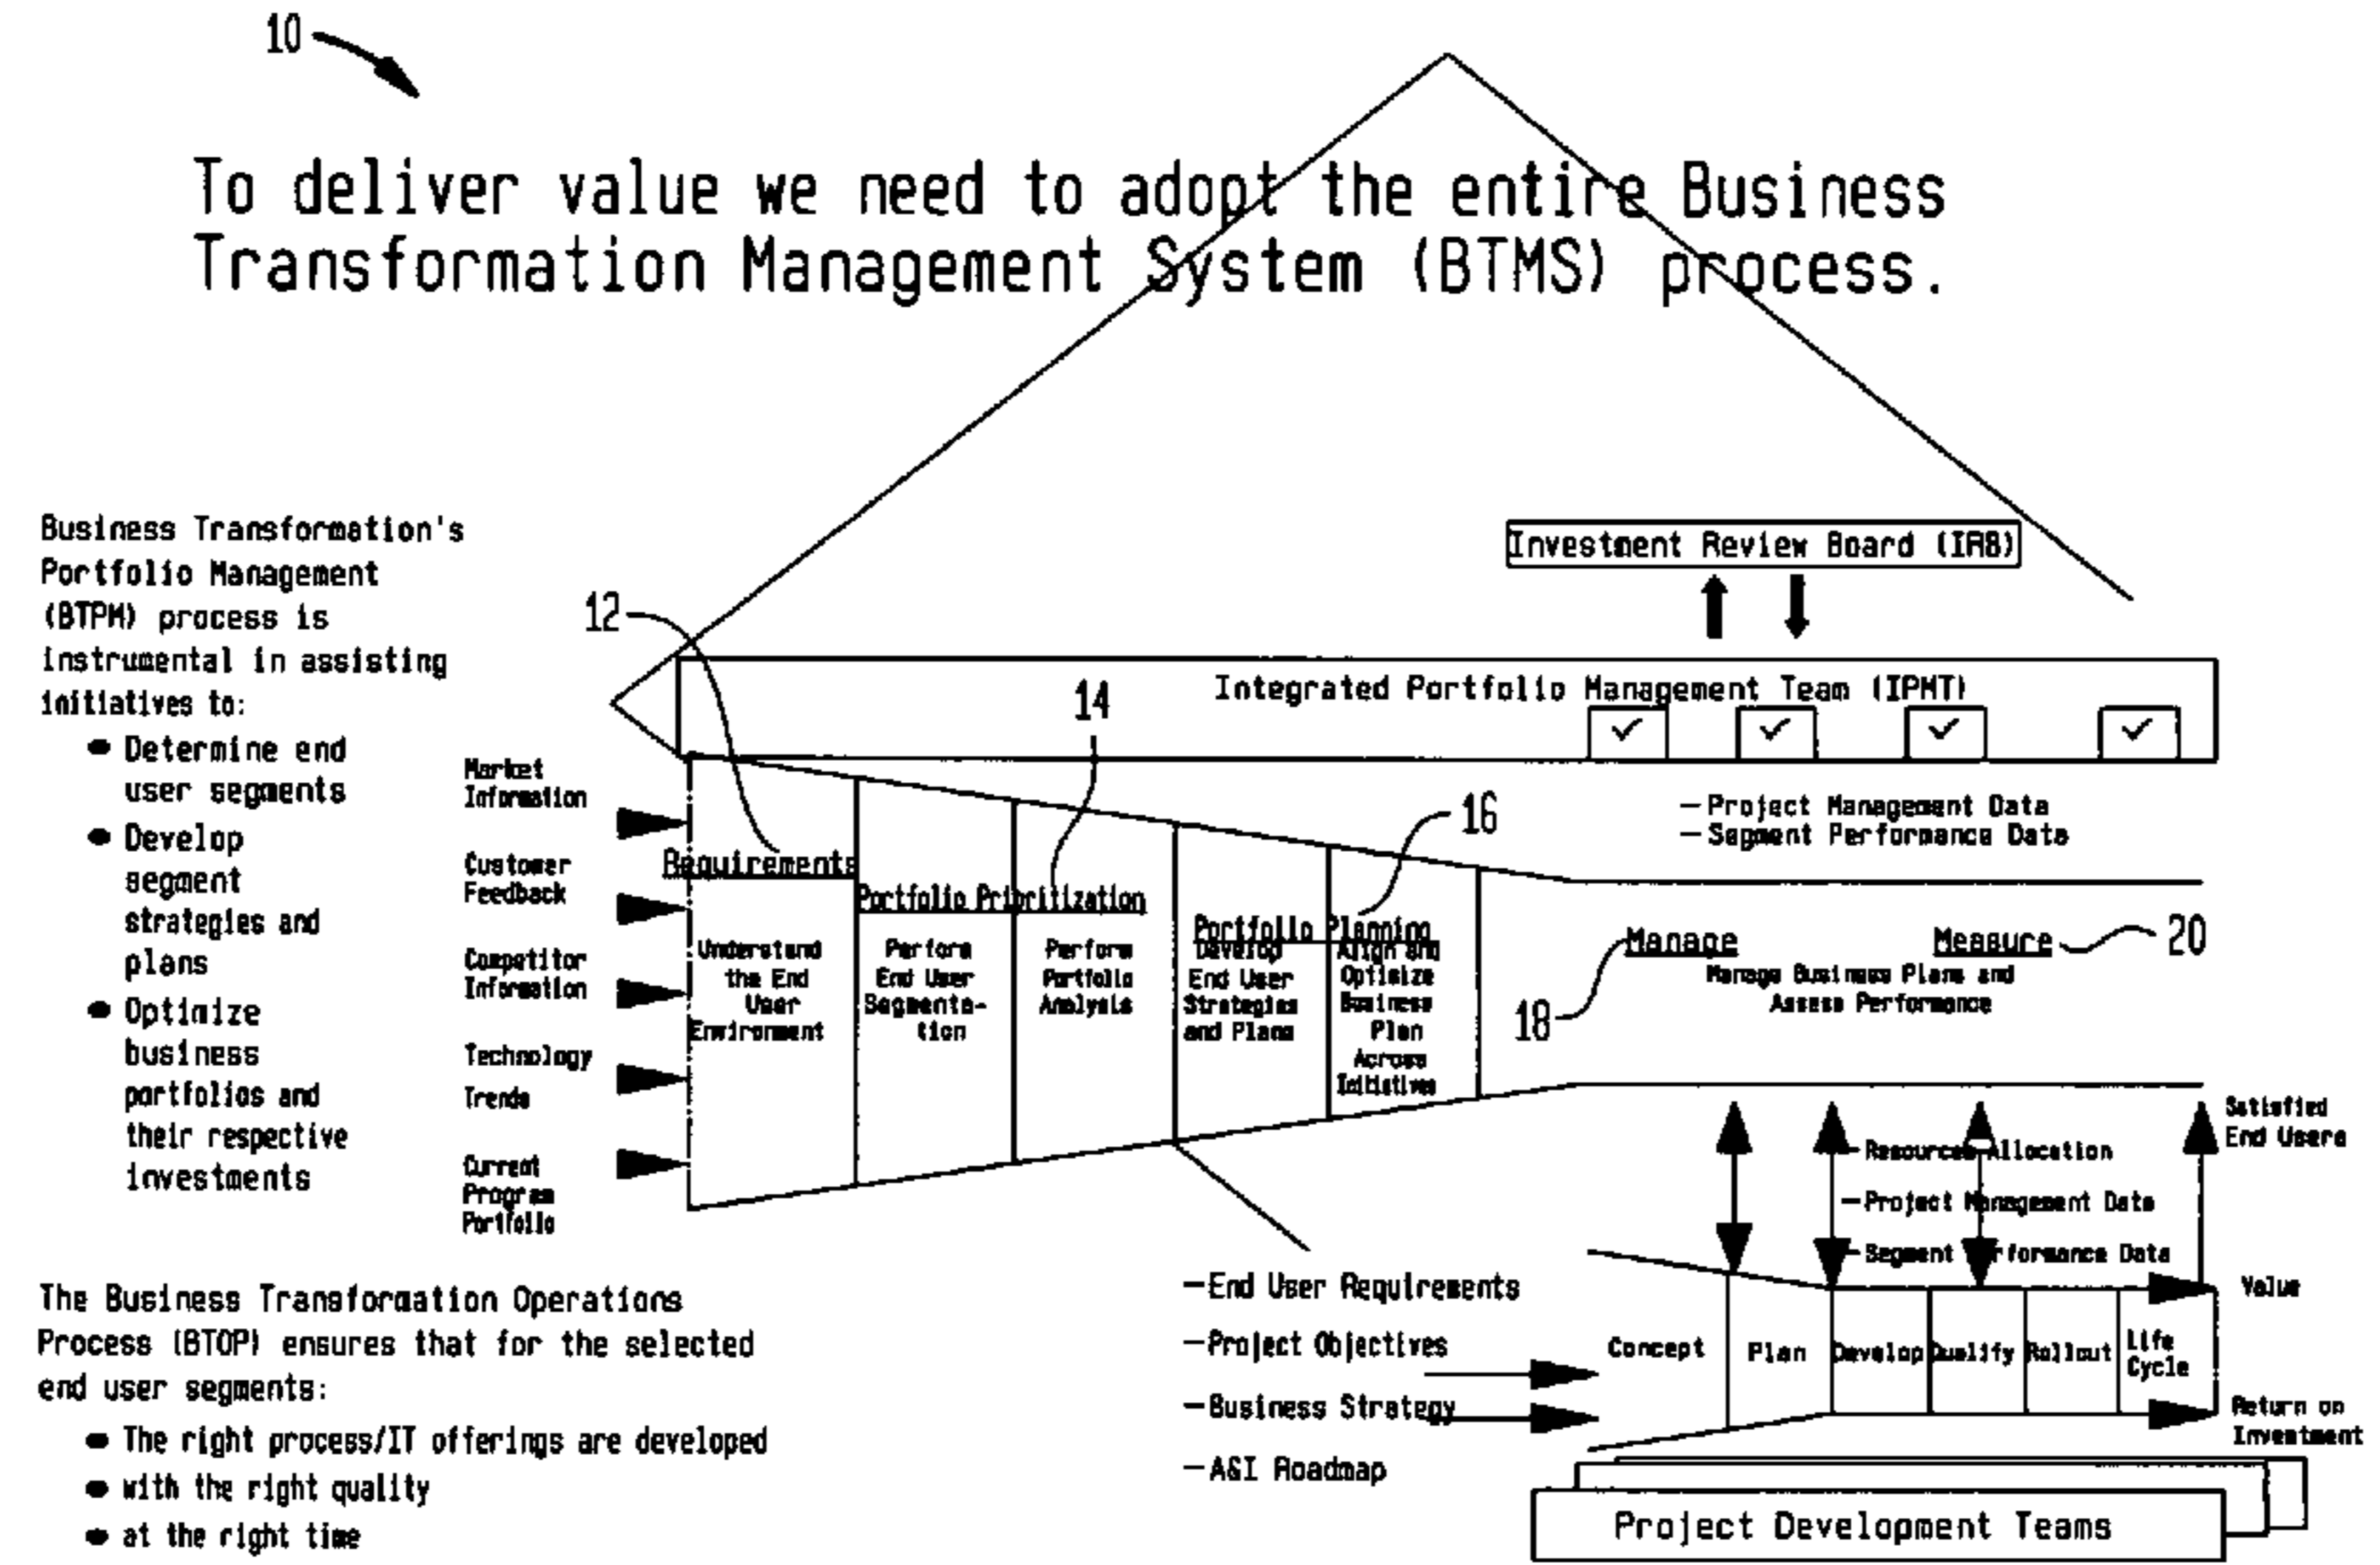 10
To deliver value we need to adopt the entire Business
Transformation Management System (BTMS) process.
Business Transformation's
Portfolio Management
(BTPM) process is
instrumental in assisting
initiatives to:
● Determine end
user segments
● Develop
segment
strategies and
plans
● Optimize
business
portfolios and
their respective
investments
The Business Transformation Operations
Process (BTOP) ensures that for the selected
end user segments:
● The right process/IT offerings are developed
● with the right quality
● at the right time
Market
Information
Customer
Feedback
Competitor
Information
Technology
Trends
Current
Program
Portfolio
Investment Review Board (IRB)
Integrated Portfolio Management Team (IPMT)
12
14
16
18
20
Requirements
Understand
the End
User
Environment
Portfolio Prioritization
Perform
End User
Segmenta-
tion
Perform
Portfolio
Analysis
Portfolio Planning
Develop
End User
Strategies
and Plans
Align and
Optimize
Business
Plan
Across
Initiatives
— Project Management Data
— Segment Performance Data
Manage
Measure
Manage Business Plans and
Assess Performance
— Resources Allocation
— Project Management Data
— Segment Performance Data
Satisfied
End Users
Value
Return on
Investment
— End User Requirements
— Project Objectives
— Business Strategy
— A&I Roadmap
Concept
Plan
Develop
Qualify
Rollout
Life
Cycle
Project Development Teams